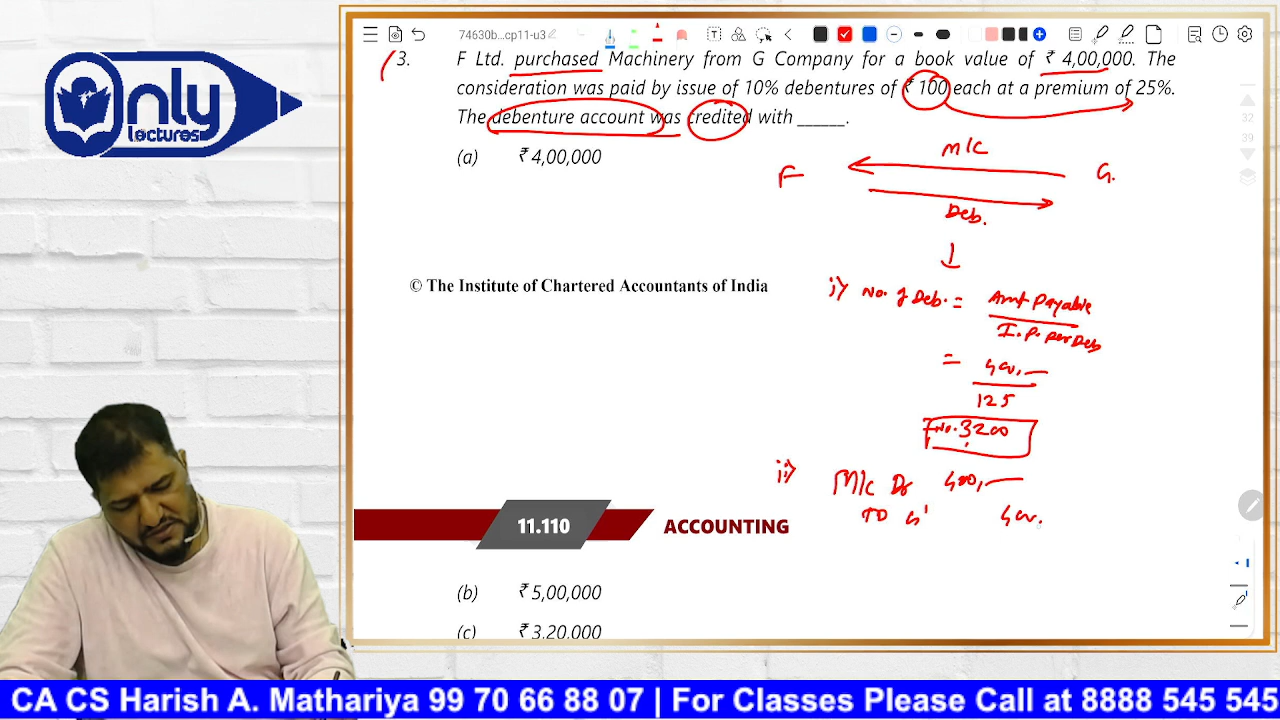 Only
lectures
74630b...cp11-u3
3. F Ltd. purchased Machinery from G Company for a book value of ₹ 4,00,000. The
consideration was paid by issue of 10% debentures of ₹ 100 each at a premium of 25%.
The debenture account was credited with ______.
(a) ₹ 4,00,000
M/C
F
G.
Deb.
© The Institute of Chartered Accountants of India
i) No. of Deb. = Amt Payable
I.P. per Deb
=
125
No. 3200
ii) M/c Dr 400,—
To G
11.110 ACCOUNTING
(b) ₹ 5,00,000
(c) ₹ 3,20,000
32
39
CA CS Harish A. Mathariya 99 70 66 88 07 | For Classes Please Call at 8888 545 545